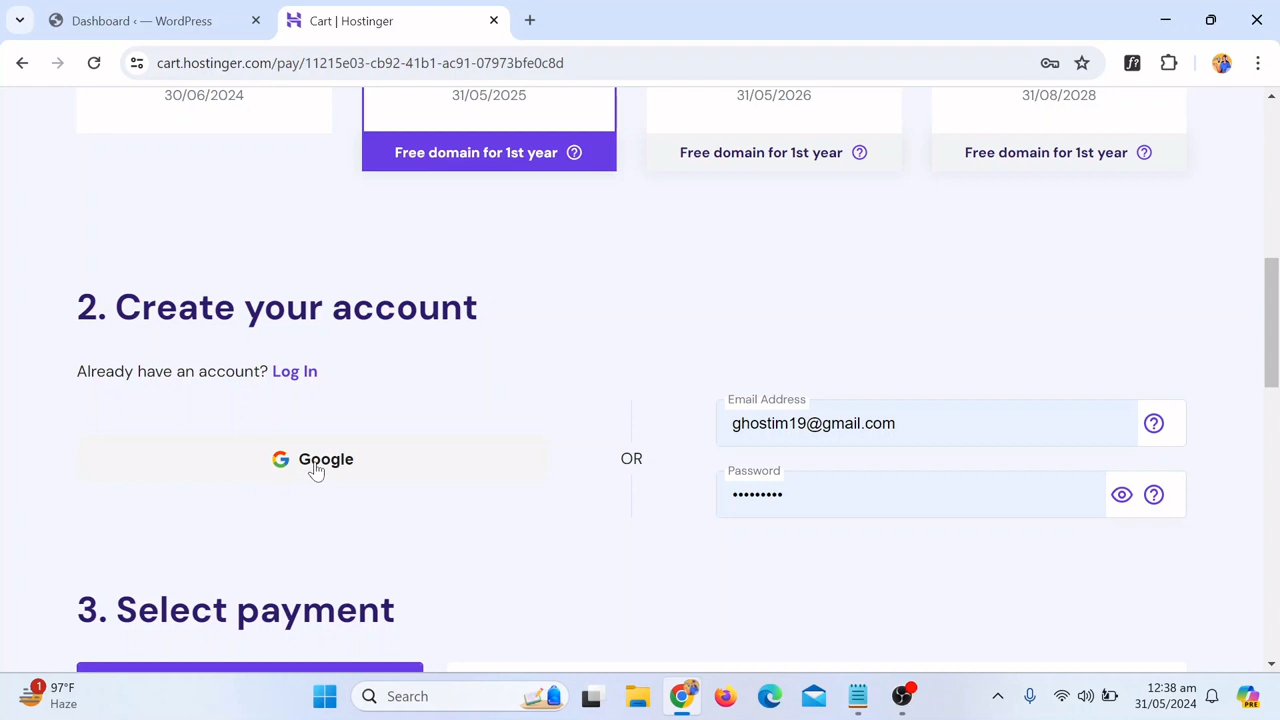 Dashboard ‹ — WordPress
Cart | Hostinger
cart.hostinger.com/pay/11215e03-cb92-41b1-ac91-07973bfe0c8d
f?
30/06/2024
31/05/2025
31/05/2026
31/08/2028
Free domain for 1st year
Free domain for 1st year
Free domain for 1st year
2. Create your account
Already have an account? Log In
Google
OR
Email Address
ghostim19@gmail.com
Password
•••••••••
3. Select payment
1
97°F
Haze
Search
12:38 am
31/05/2024
PRE